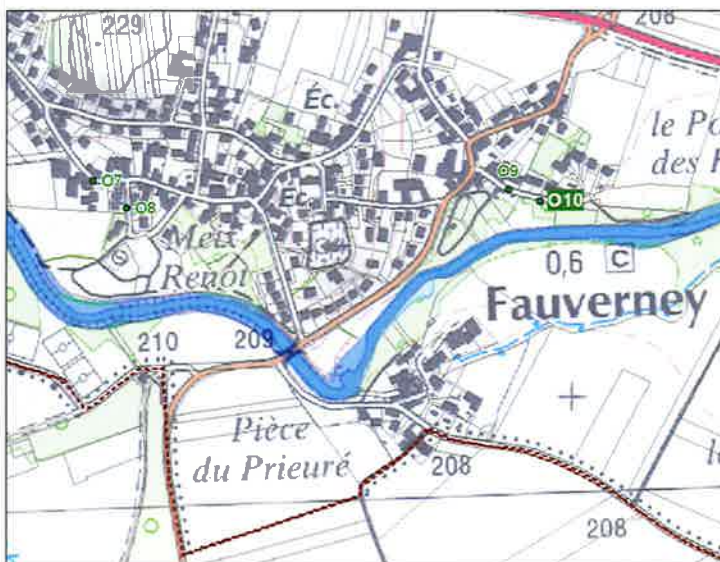 229
208
Éc.
le Po
des
O7
O8
Éc.
O9
O10
Meix
Renot
0,6 C
Fauverney
210
209
Pièce
du Prieuré
208
208